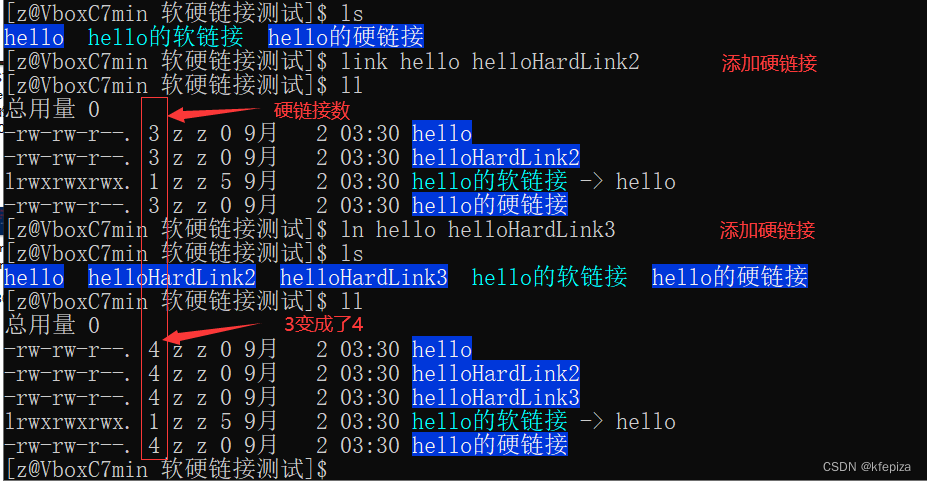 [z@VboxC7min 软硬链接测试]$ ls
hello  hello的软链接  hello的硬链接
[z@VboxC7min 软硬链接测试]$ link hello helloHardLink2 添加硬链接
[z@VboxC7min 软硬链接测试]$ ll
总用量 0 硬链接数
-rw-rw-r--. 3 z z 0 9月   2 03:30 hello
-rw-rw-r--. 3 z z 0 9月   2 03:30 helloHardLink2
lrwxrwxrwx. 1 z z 5 9月   2 03:30 hello的软链接 -> hello
-rw-rw-r--. 3 z z 0 9月   2 03:30 hello的硬链接
[z@VboxC7min 软硬链接测试]$ ln hello helloHardLink3 添加硬链接
[z@VboxC7min 软硬链接测试]$ ls
hello  helloHardLink2  helloHardLink3  hello的软链接  hello的硬链接
[z@VboxC7min 软硬链接测试]$ ll
总用量 0 3变成了4
-rw-rw-r--. 4 z z 0 9月   2 03:30 hello
-rw-rw-r--. 4 z z 0 9月   2 03:30 helloHardLink2
-rw-rw-r--. 4 z z 0 9月   2 03:30 helloHardLink3
lrwxrwxrwx. 1 z z 5 9月   2 03:30 hello的软链接 -> hello
-rw-rw-r--. 4 z z 0 9月   2 03:30 hello的硬链接
[z@VboxC7min 软硬链接测试]$
CSDN @kfepiza